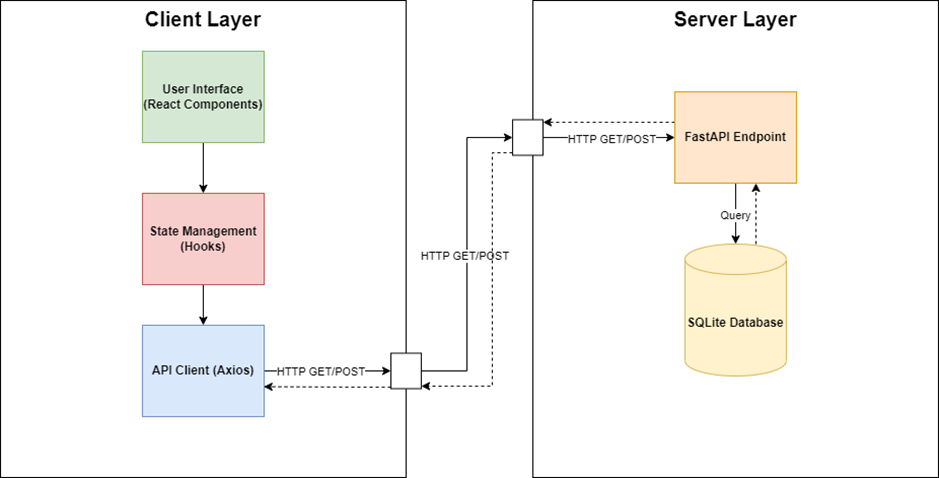 Client Layer
User Interface
(React Components)
State Management
(Hooks)
API Client (Axios)
HTTP GET/POST
HTTP GET/POST
Server Layer
HTTP GET/POST
FastAPI Endpoint
Query
SQLite Database